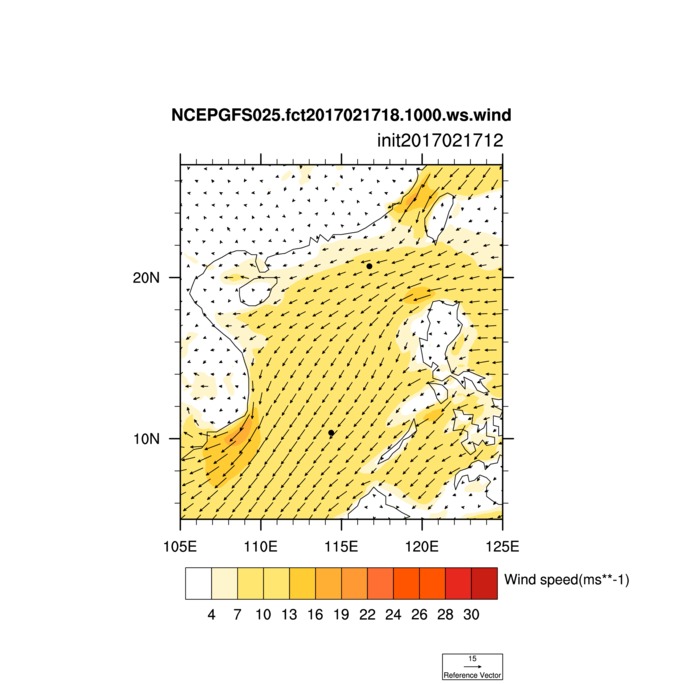 NCEPGFS025.fct2017021718.1000.ws.wind
init2017021712
20N
10N
105E 110E 115E 120E 125E
Wind speed(ms**-1)
4 7 10 13 16 19 22 24 26 28 30
15
Reference Vector